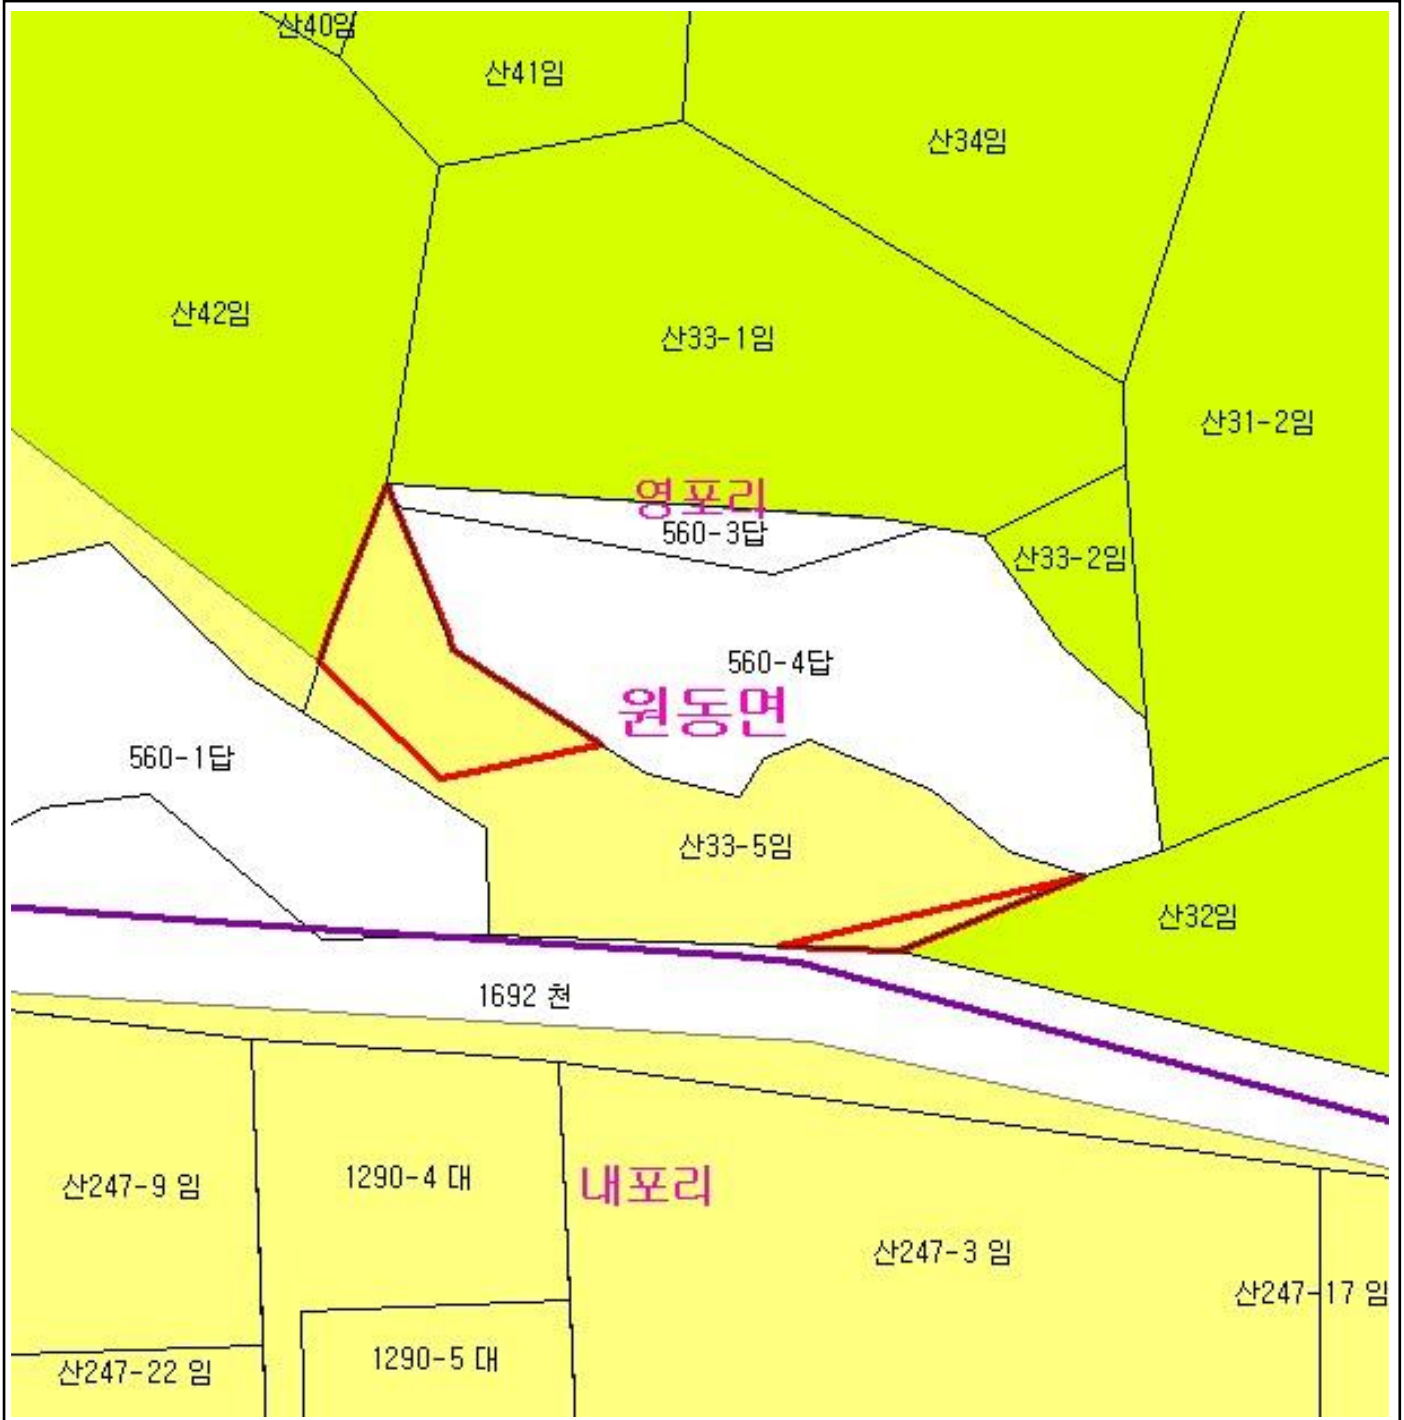 산40임
산41임
산34임
산42임
산33-1임
산31-2임
영포리
560-3답
산33-2임
560-4답
원동면
560-1답
산33-5임
산32임
1692 천
산247-9 임
1290-4 대
내포리
산247-3 임
산247-17 임
산247-22 임
1290-5 대